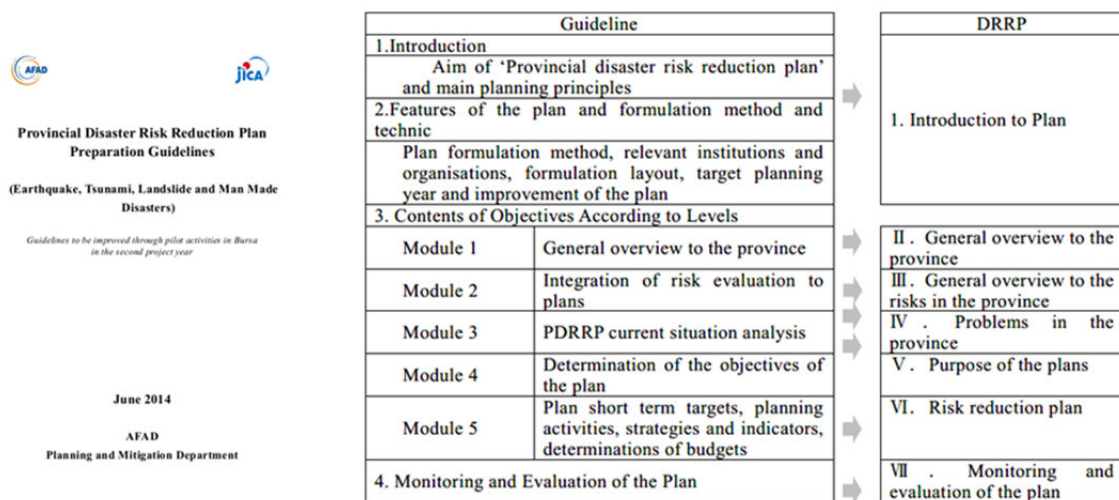 AFAD
jica
Provincial Disaster Risk Reduction Plan
Preparation Guidelines
(Earthquake, Tsunami, Landslide and Man Made
Disasters)
Guidelines to be improved through pilot activities in Bursa
in the second project year
June 2014
AFAD
Planning and Mitigation Department
Guideline
1.Introduction
Aim of ‘Provincial disaster risk reduction plan’
and main planning principles
2.Features of the plan and formulation method and
technic
Plan formulation method, relevant institutions and
organisations, formulation layout, target planning
year and improvement of the plan
3. Contents of Objectives According to Levels
Module 1
General overview to the province
Module 2
Integration of risk evaluation to
plans
Module 3
PDRRP current situation analysis
Module 4
Determination of the objectives of
the plan
Module 5
Plan short term targets, planning
activities, strategies and indicators,
determinations of budgets
4. Monitoring and Evaluation of the Plan
DRRP
1. Introduction to Plan
Ⅱ. General overview to the
province
Ⅲ. General overview to the
risks in the province
Ⅳ. Problems in the
province
Ⅴ. Purpose of the plans
Ⅵ. Risk reduction plan
Ⅶ. Monitoring and
evaluation of the plan